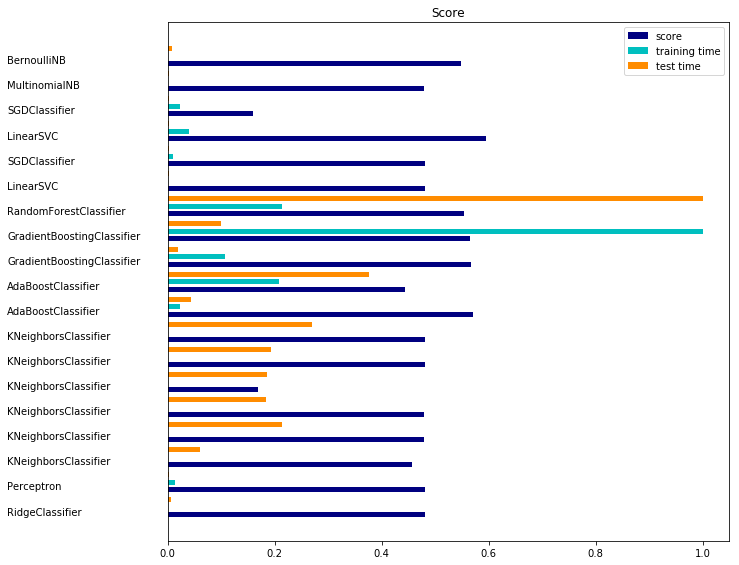 Score
score
training time
test time
BernoulliNB
MultinomialNB
SGDClassifier
LinearSVC
SGDClassifier
LinearSVC
RandomForestClassifier
GradientBoostingClassifier
GradientBoostingClassifier
AdaBoostClassifier
AdaBoostClassifier
KNeighborsClassifier
KNeighborsClassifier
KNeighborsClassifier
KNeighborsClassifier
KNeighborsClassifier
KNeighborsClassifier
Perceptron
RidgeClassifier
0.0 0.2 0.4 0.6 0.8 1.0